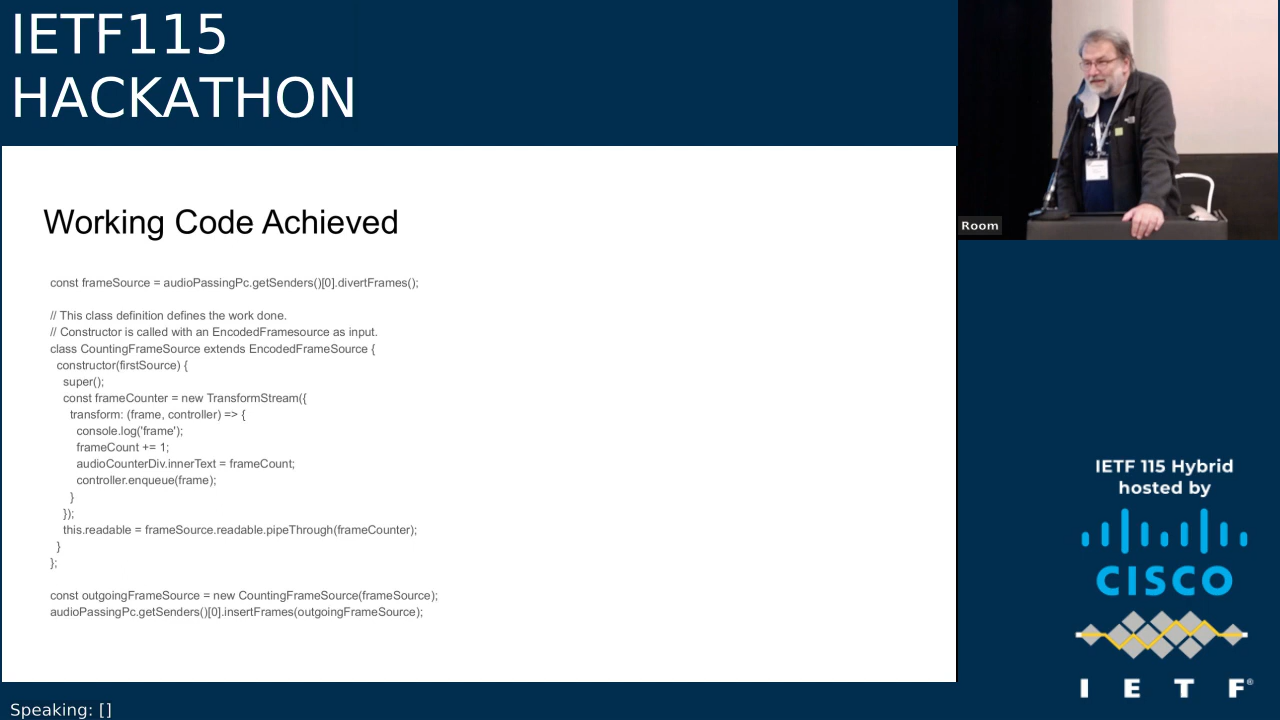 IETF115
HACKATHON
Room
Working Code Achieved
const frameSource = audioPassingPc.getSenders()[0].divertFrames();
// This class definition defines the work done.
// Constructor is called with an EncodedFramesource as input.
class CountingFrameSource extends EncodedFrameSource {
constructor(firstSource) {
super();
const frameCounter = new TransformStream({
transform: (frame, controller) => {
console.log('frame');
frameCount += 1;
audioCounterDiv.innerText = frameCount;
controller.enqueue(frame);
}
});
this.readable = frameSource.readable.pipeThrough(frameCounter);
}
};
const outgoingFrameSource = new CountingFrameSource(frameSource);
audioPassingPc.getSenders()[0].insertFrames(outgoingFrameSource);
IETF 115 Hybrid
hosted by
CISCO
I E T F®
Speaking: []